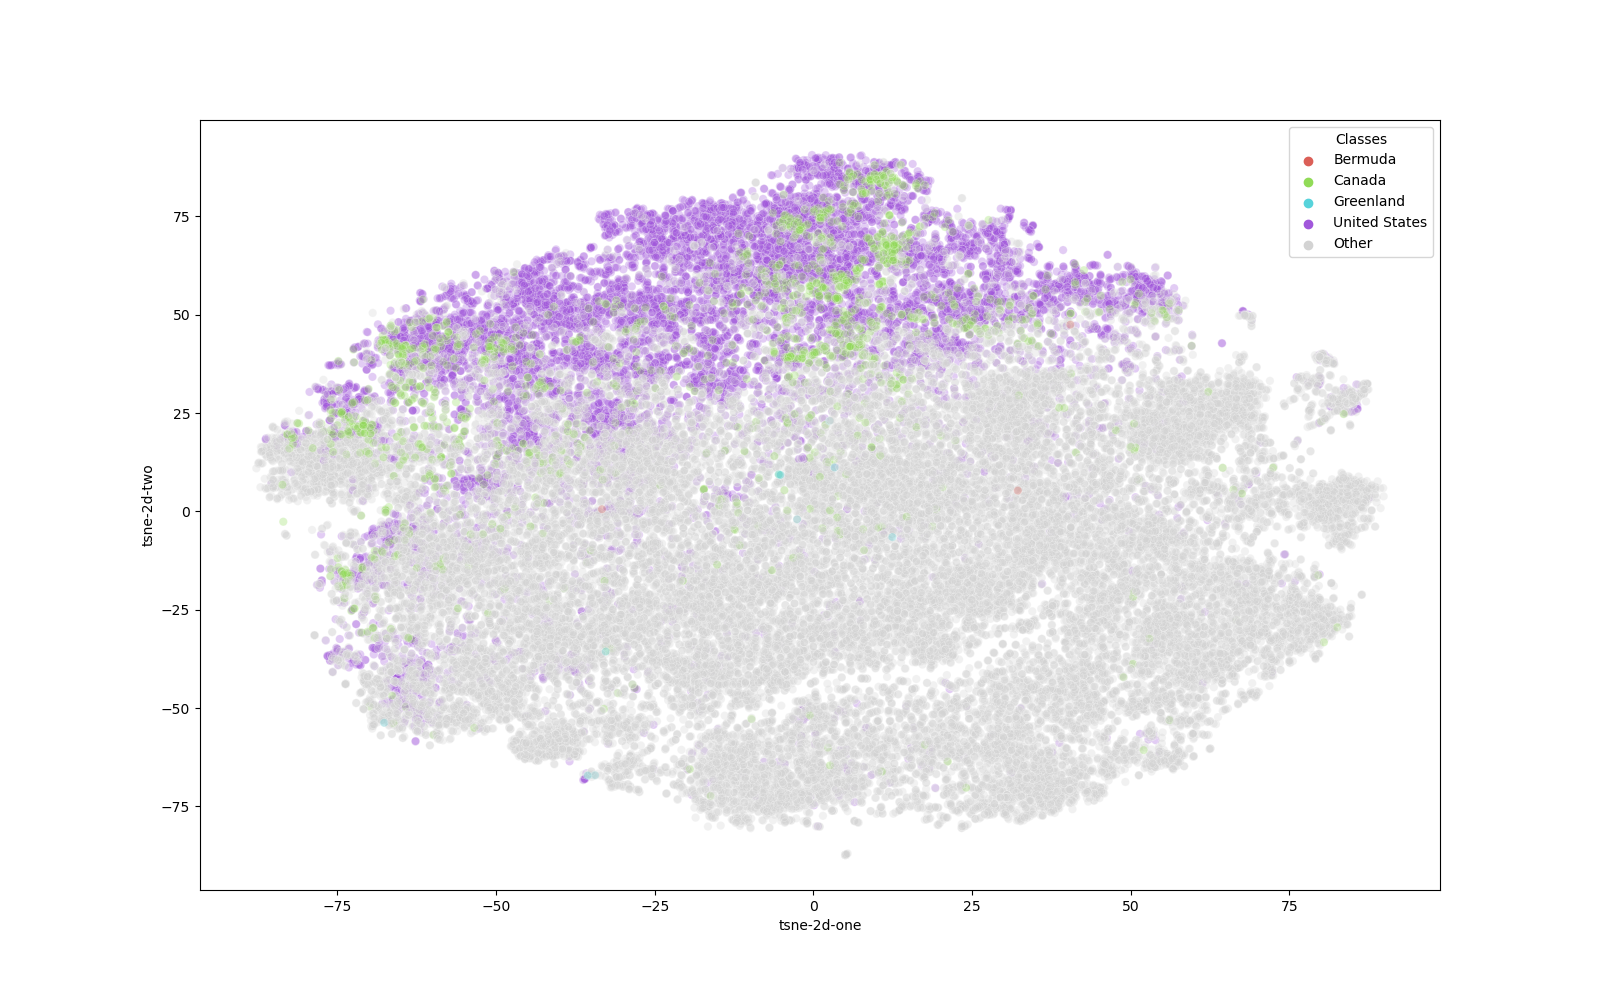 Classes
Bermuda
Canada
Greenland
United States
Other
75
50
25
0
−25
−50
−75
tsne-2d-two
−75 −50 −25 0 25 50 75
tsne-2d-one